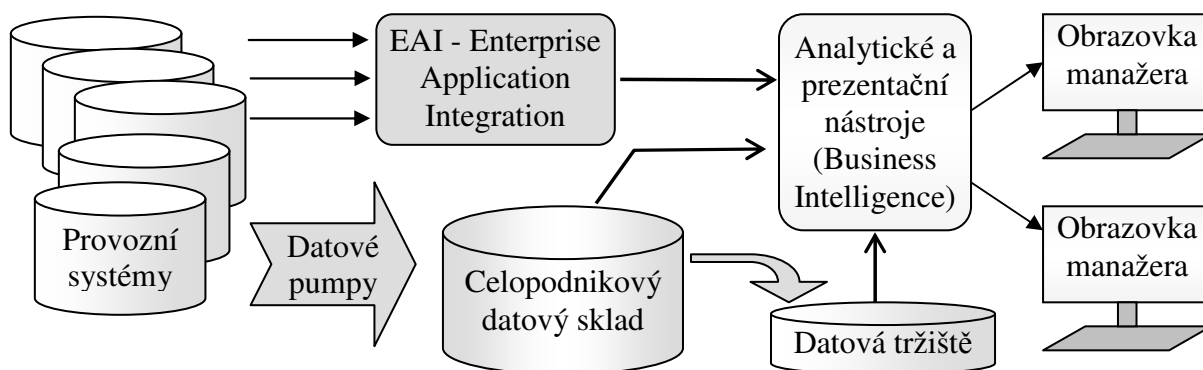 EAI - Enterprise
Application
Integration
Analytické a
prezentační
nástroje
(Business
Intelligence)
Obrazovka
manažera
Obrazovka
manažera
Provozní
systémy
Datové
pumpy
Celopodnikový
datový sklad
Datová tržiště